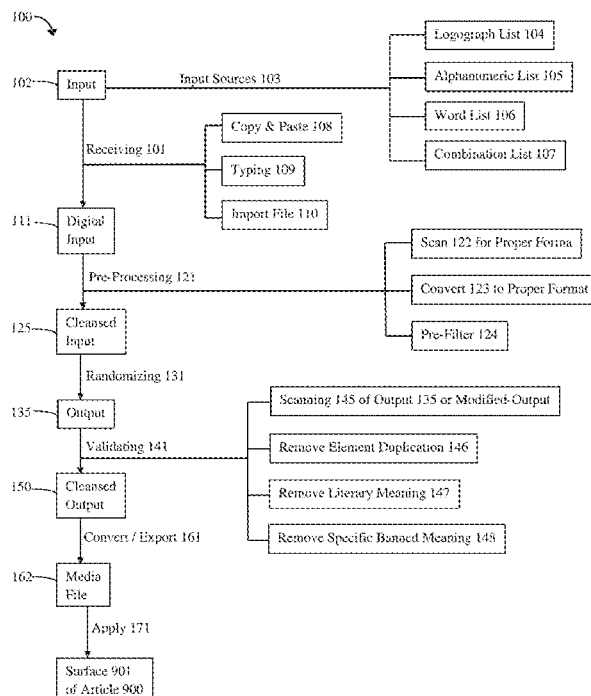 100
Logograph List 104
102
Input
Input Sources 103
Alphanumeric List 105
Word List 106
Combination List 107
Copy & Paste 108
Receiving 101
Typing 109
Import File 110
111
Digital
Input
Scan 122 for Proper Forma
Pre-Processing 121
Convert 123 to Proper Format
Pre-Filter 124
125
Cleansed
Input
Randomizing 131
Scanning 145 of Output 135 or Modified-Output
135
Output
Validating 141
Remove Element Duplication 146
150
Cleansed
Output
Remove Literary Meaning 147
Convert / Export 161
Remove Specific Banned Meaning 148
162
Media
File
Apply 171
Surface 901
of Article 900